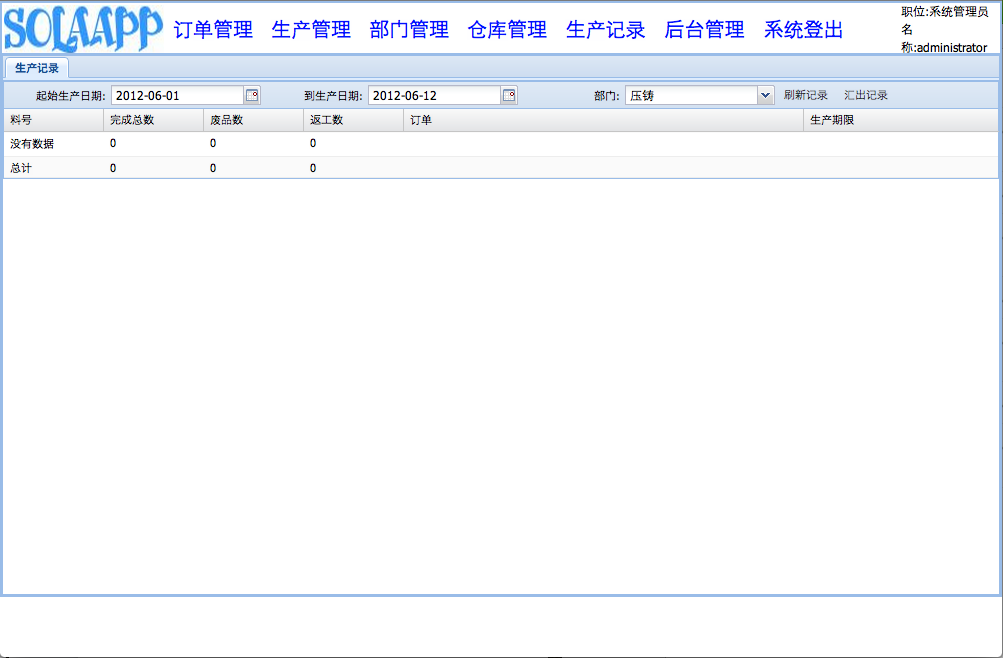 SOLAAPP 订单管理 生产管理 部门管理 仓库管理 生产记录 后台管理 系统登出
职位:系统管理员
名
称:administrator
生产记录
起始生产日期: 2012-06-01 到生产日期: 2012-06-12 部门: 压铸 刷新记录 汇出记录
料号 完成总数 废品数 返工数 订单 生产期限
没有数据 0 0 0
总计 0 0 0